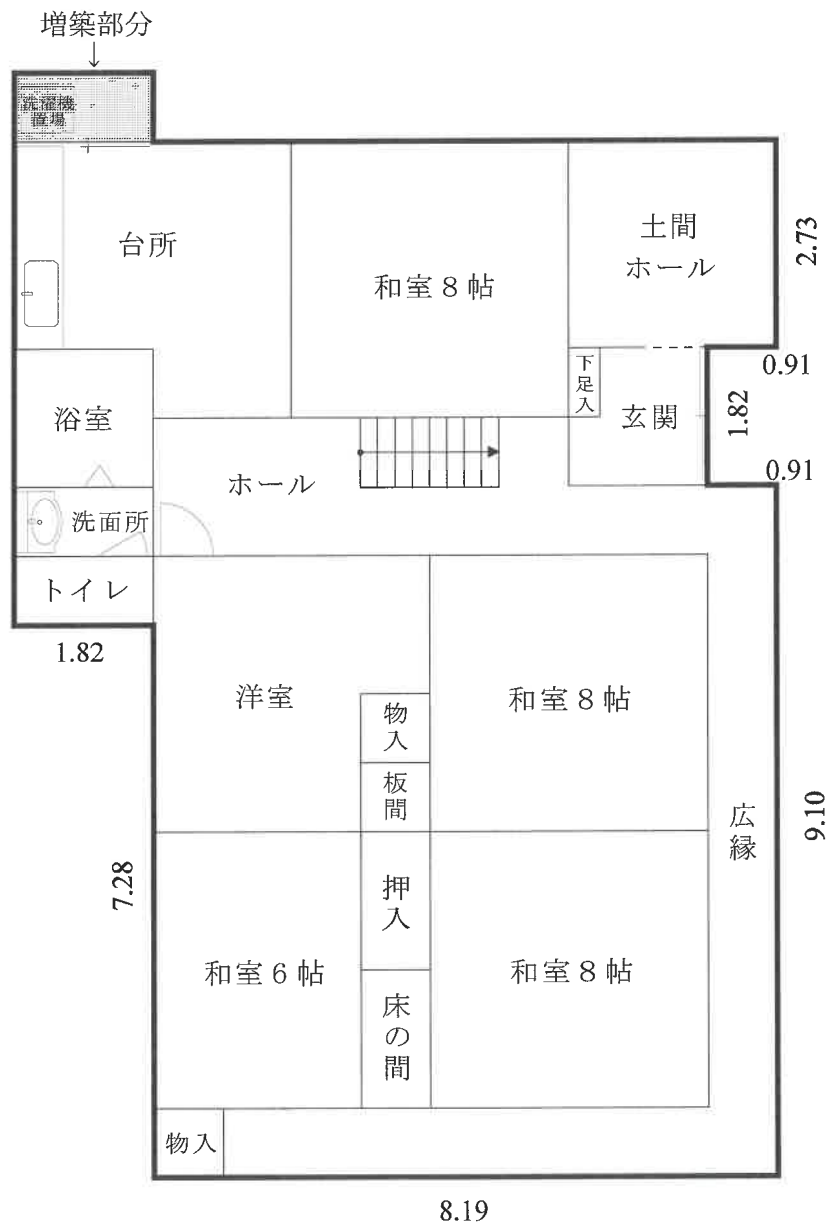 増築部分
洗濯機
置場
台所
和室８帖
土間
ホール
2.73
0.91
下足入
玄関
1.82
0.91
浴室
ホール
洗面所
トイレ
1.82
洋室
物入
和室８帖
板間
広縁
9.10
7.28
押入
和室６帖
和室８帖
床の間
物入
8.19